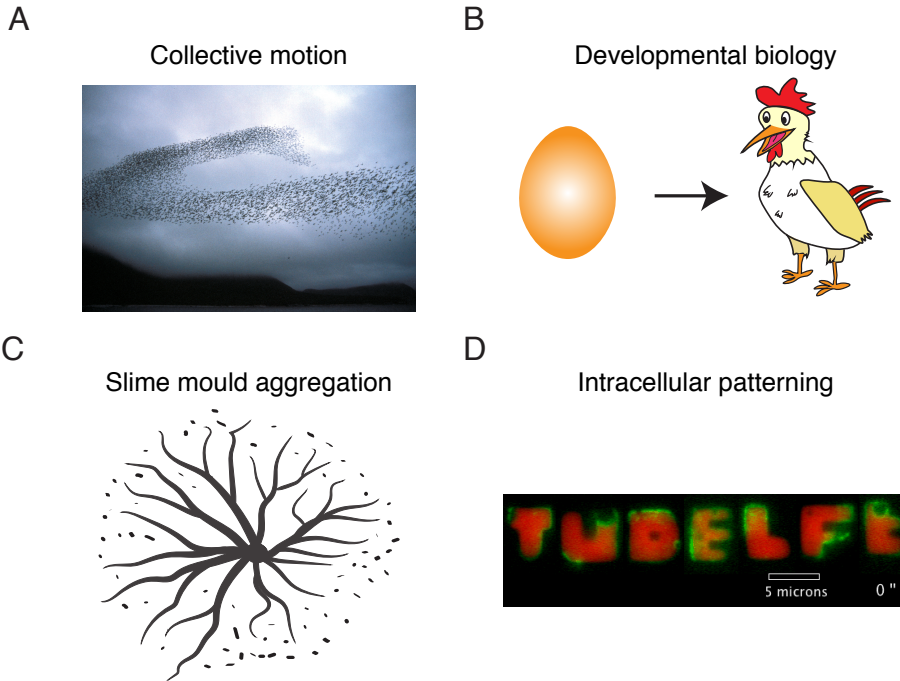 A
Collective motion
B
Developmental biology
C
Slime mould aggregation
D
Intracellular patterning
TUDELFT
5 microns
0 "